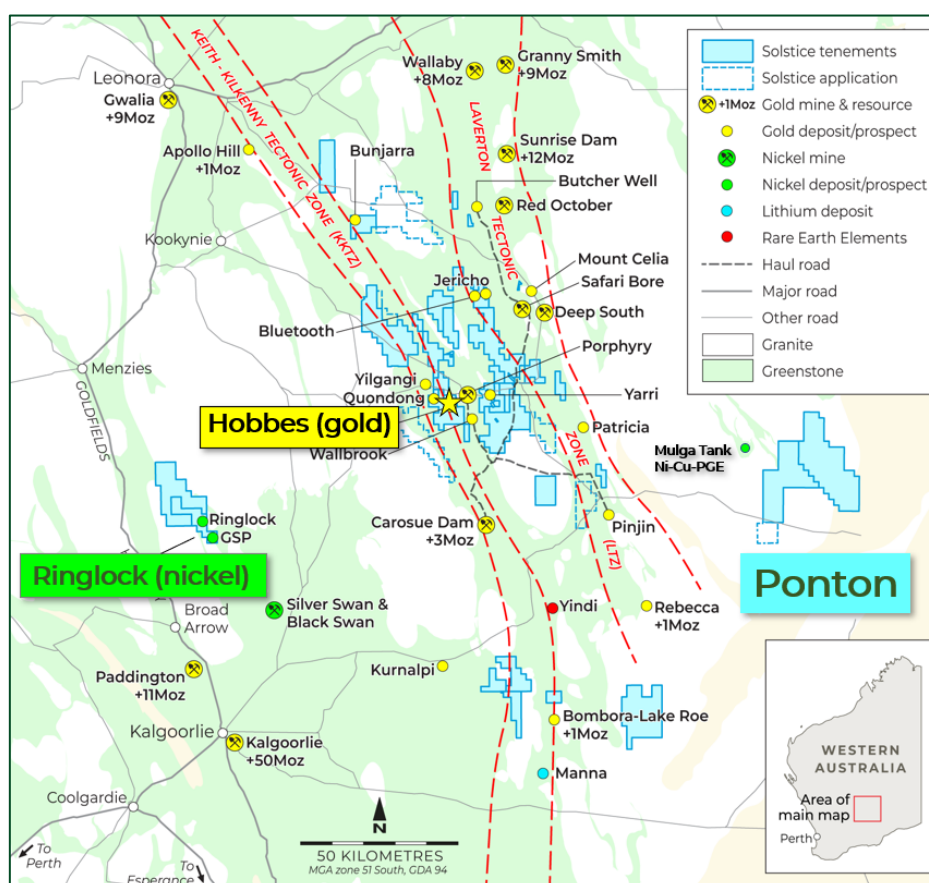 KEITH - KILKENNY TECTONIC ZONE (KKTZ)
Leonora
Gwalia
+9Moz
Wallaby
+8Moz
Granny Smith
+9Moz
LAVERTON
TECTONIC
ZONE
(LTZ)
Apollo Hill
+1Moz
Bunjarra
Sunrise Dam
+12Moz
Butcher Well
Red October
Kookynie
Mount Celia
Safari Bore
Jericho
Deep South
Bluetooth
Porphyry
Menzies
GOLDFIELDS
Yilgangi
Quondong
Yarri
Hobbes (gold)
Wallbrook
Patricia
Mulga Tank
Ni-Cu-PGE
Ringlock
GSP
Carosue Dam
+3Moz
Pinjin
Ringlock (nickel)
Ponton
Broad
Arrow
Silver Swan &
Black Swan
Yindi
Rebecca
+1Moz
Paddington
+11Moz
Kurnalpi
Kalgoorlie
Kalgoorlie
+50Moz
Bombora-Lake Roe
+1Moz
Manna
Coolgardie
To
Perth
To
Esperance
N
50 KILOMETRES
MGA zone 51 South, GDA 94
Solstice tenements
Solstice application
+1Moz Gold mine & resource
Gold deposit/prospect
Nickel mine
Nickel deposit/prospect
Lithium deposit
Rare Earth Elements
Haul road
Major road
Other road
Granite
Greenstone
WESTERN
AUSTRALIA
Area of
main map
Perth